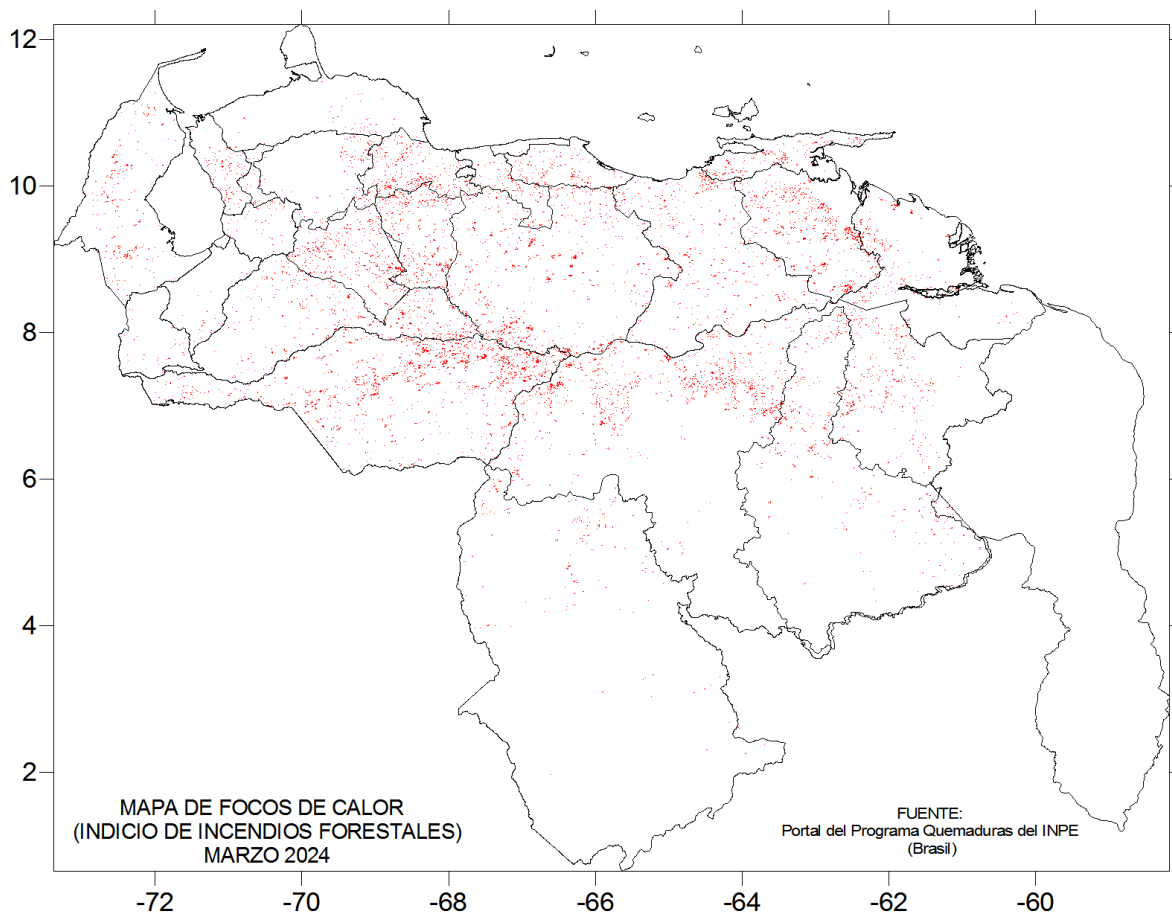 12
10
8
6
4
2
MAPA DE FOCOS DE CALOR
(INDICIO DE INCENDIOS FORESTALES)
MARZO 2024
FUENTE:
Portal del Programa Quemaduras del INPE
(Brasil)
-72
-70
-68
-66
-64
-62
-60